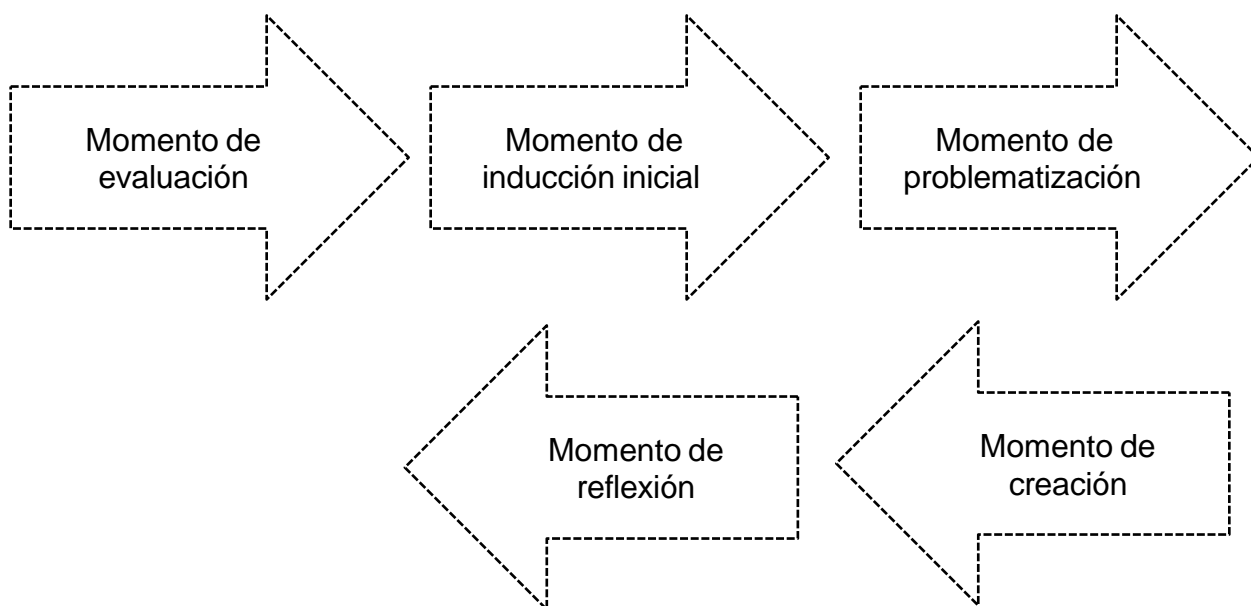 Momento de
evaluación
Momento de
inducción inicial
Momento de
problematización
Momento de
creación
Momento de
reflexión